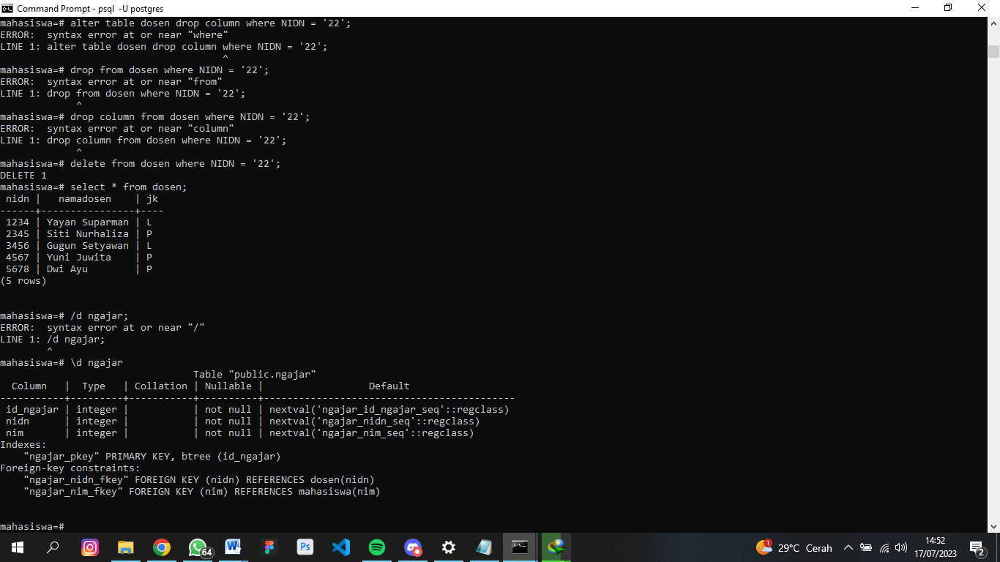 Command Prompt - psql  -U postgres
mahasiswa=# alter table dosen drop column where NIDN = '22';
ERROR:  syntax error at or near "where"
LINE 1: alter table dosen drop column where NIDN = '22';
                                      ^
mahasiswa=# drop from dosen where NIDN = '22';
ERROR:  syntax error at or near "from"
LINE 1: drop from dosen where NIDN = '22';
             ^
mahasiswa=# drop column from dosen where NIDN = '22';
ERROR:  syntax error at or near "column"
LINE 1: drop column from dosen where NIDN = '22';
             ^
mahasiswa=# delete from dosen where NIDN = '22';
DELETE 1
mahasiswa=# select * from dosen;
 nidn |   namadosen    | jk
------+----------------+----
 1234 | Yayan Suparman | L
 2345 | Siti Nurhaliza | P
 3456 | Gugun Setyawan | L
 4567 | Yuni Juwita    | P
 5678 | Dwi Ayu        | P
(5 rows)
mahasiswa=# /d ngajar;
ERROR:  syntax error at or near "/"
LINE 1: /d ngajar;
        ^
mahasiswa=# \d ngajar
                                 Table "public.ngajar"
  Column   |  Type   | Collation | Nullable |                  Default
-----------+---------+-----------+----------+-------------------------------------------
 id_ngajar | integer |           | not null | nextval('ngajar_id_ngajar_seq'::regclass)
 nidn      | integer |           | not null | nextval('ngajar_nidn_seq'::regclass)
 nim       | integer |           | not null | nextval('ngajar_nim_seq'::regclass)
Indexes:
    "ngajar_pkey" PRIMARY KEY, btree (id_ngajar)
Foreign-key constraints:
    "ngajar_nidn_fkey" FOREIGN KEY (nidn) REFERENCES dosen(nidn)
    "ngajar_nim_fkey" FOREIGN KEY (nim) REFERENCES mahasiswa(nim)
mahasiswa=#
64
W
Ps
1
29°C Cerah
14:52
17/07/2023
2